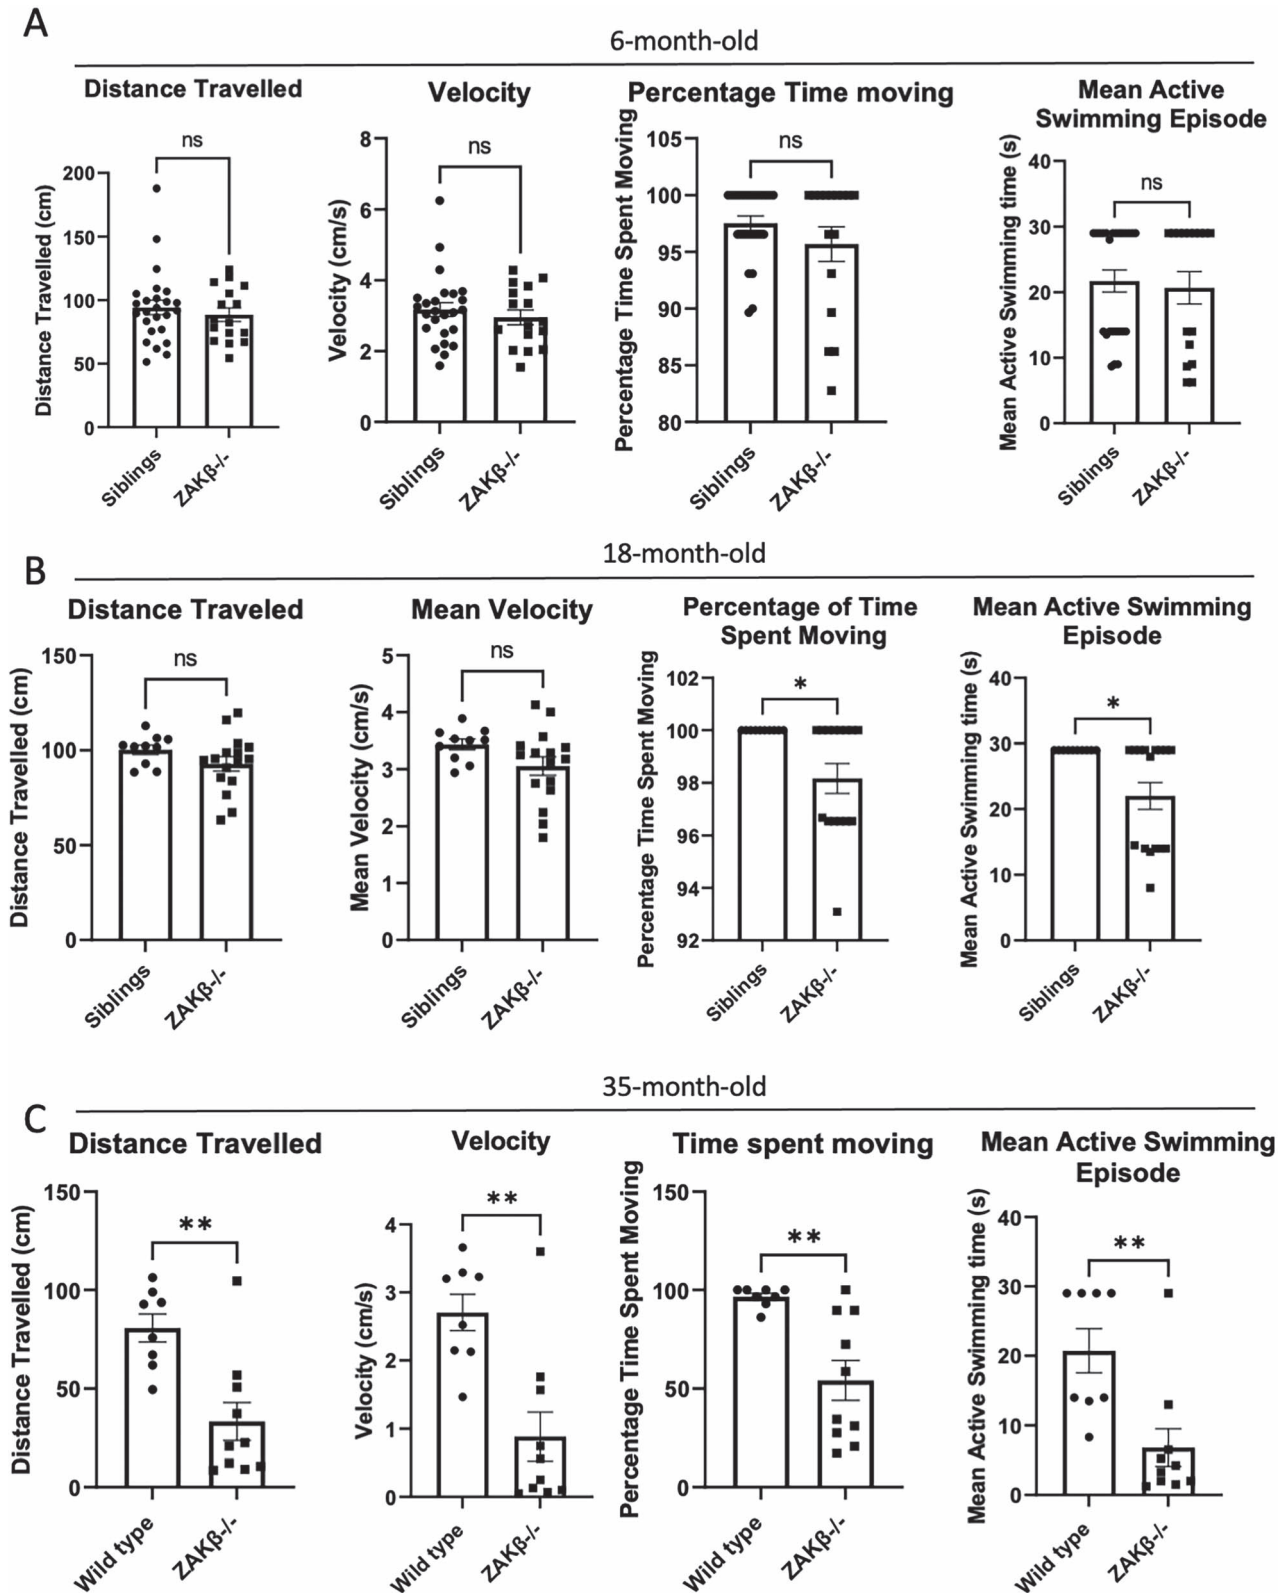 A
6-month-old
Distance Travelled
ns
Distance Travelled (cm)
200
150
100
50
0
Siblings
ZAKβ-/-
Velocity
ns
Velocity (cm/s)
8
6
4
2
0
Siblings
ZAKβ-/-
Percentage Time moving
ns
Percentage Time Spent Moving
105
100
95
90
85
80
Siblings
ZAKβ-/-
Mean Active
Swimming Episode
ns
Mean Active Swimming time (s)
40
30
20
10
0
Siblings
ZAKβ-/-
B
18-month-old
Distance Traveled
ns
Distance Travelled (cm)
150
100
50
0
Siblings
ZAKβ-/-
Mean Velocity
ns
Mean Velocity (cm/s)
5
4
3
2
1
0
Siblings
ZAKβ-/-
Percentage of Time
Spent Moving
*
Percentage Time Spent Moving
102
100
98
96
94
92
Siblings
ZAKβ-/-
Mean Active Swimming
Episode
*
Mean Active Swimming time (s)
40
30
20
10
0
Siblings
ZAKβ-/-
C
35-month-old
Distance Travelled
**
Distance Travelled (cm)
150
100
50
0
Wild type
ZAKβ-/-
Velocity
**
Velocity (cm/s)
4
3
2
1
0
Wild type
ZAKβ-/-
Time spent moving
**
Percentage Time Spent Moving
150
100
50
0
Wild type
ZAKβ-/-
Mean Active Swimming
Episode
**
Mean Active Swimming time (s)
40
30
20
10
0
Wild type
ZAKβ-/-